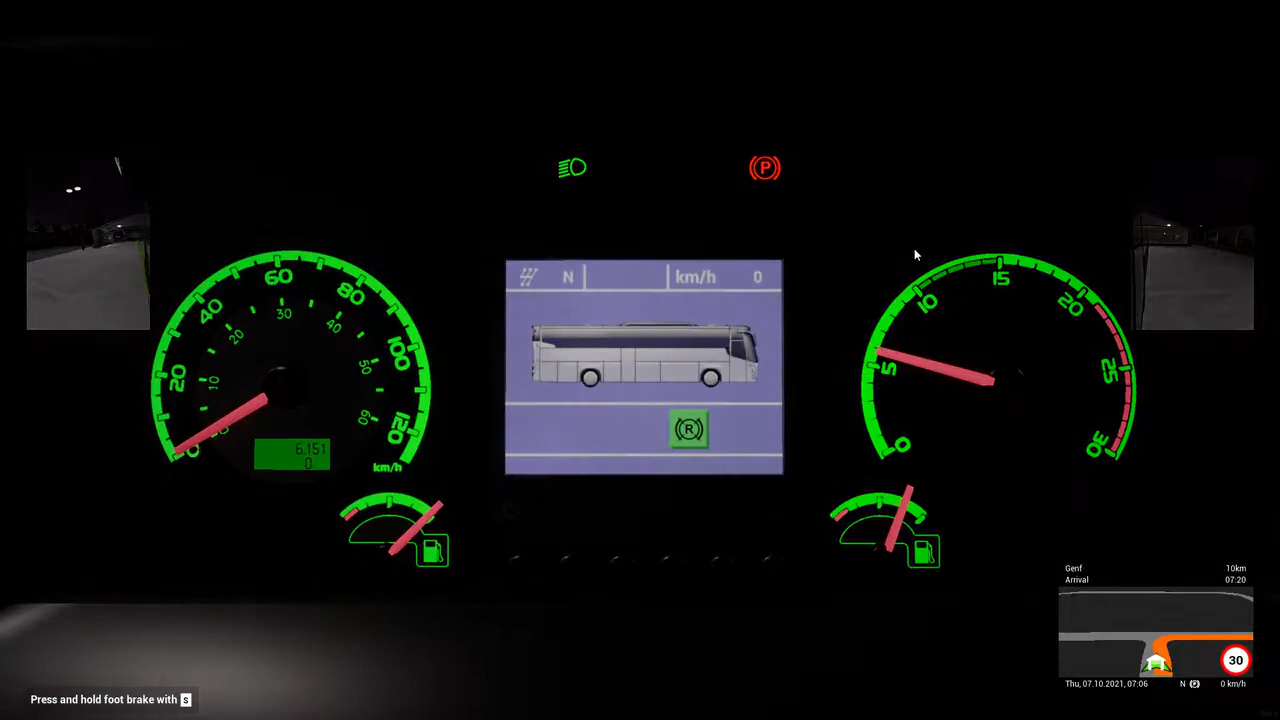 P
N km/h 0
60
40 80
30
20 40
20 100
10 50
60
0 120
km/h
6.151
0
R
15
10 20
5 25
0 30
Genf 10km
Arrival 07:20
30
Thu, 07.10.2021, 07:06 N (P) 0 km/h
Press and hold foot brake with S